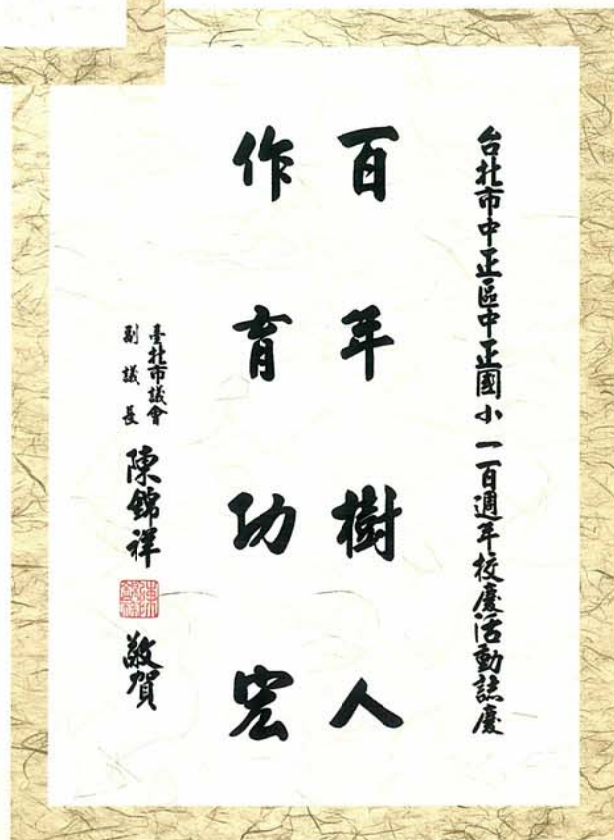 台北市中正區中正國小一百週年校慶活動誌慶
百年樹人
作育功宏
臺北市議會
副議長
陳錦祥
敬賀